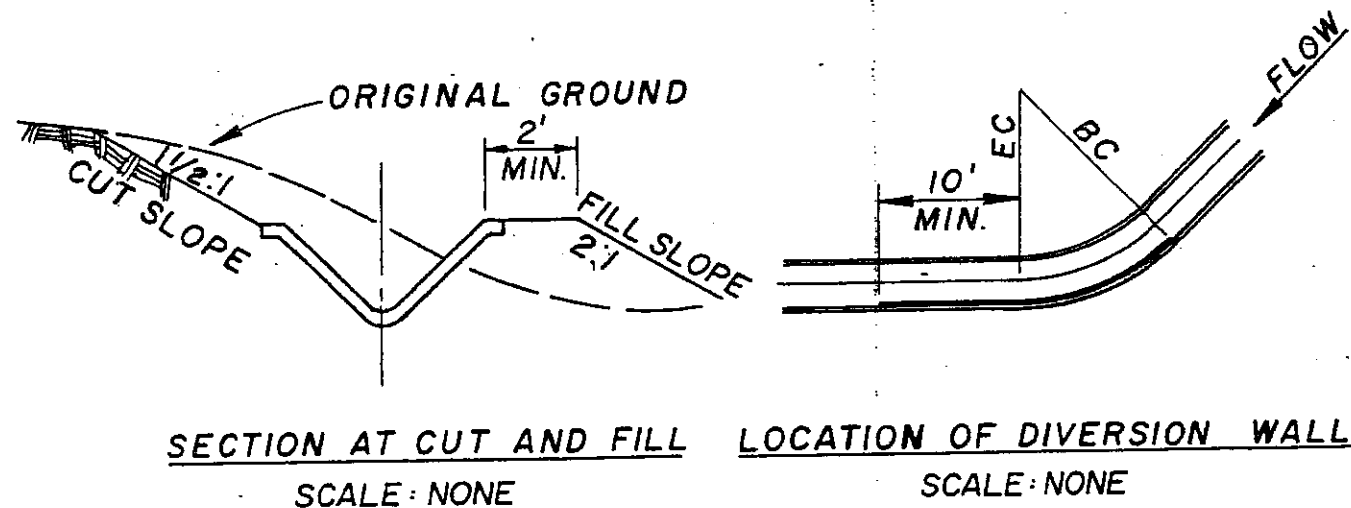 ORIGINAL GROUND
2'
MIN.
1 1/2:1
CUT SLOPE
FILL SLOPE
2:1
SECTION AT CUT AND FILL
SCALE: NONE
FLOW
BC
EC
10'
MIN.
LOCATION OF DIVERSION WALL
SCALE: NONE